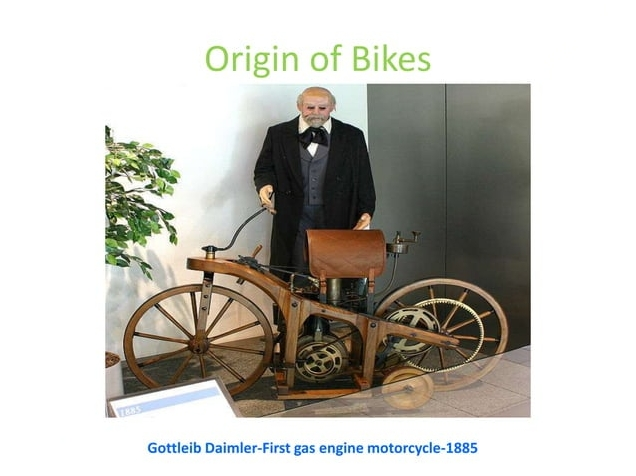 Origin of Bikes
1885
Gottleib Daimler-First gas engine motorcycle-1885